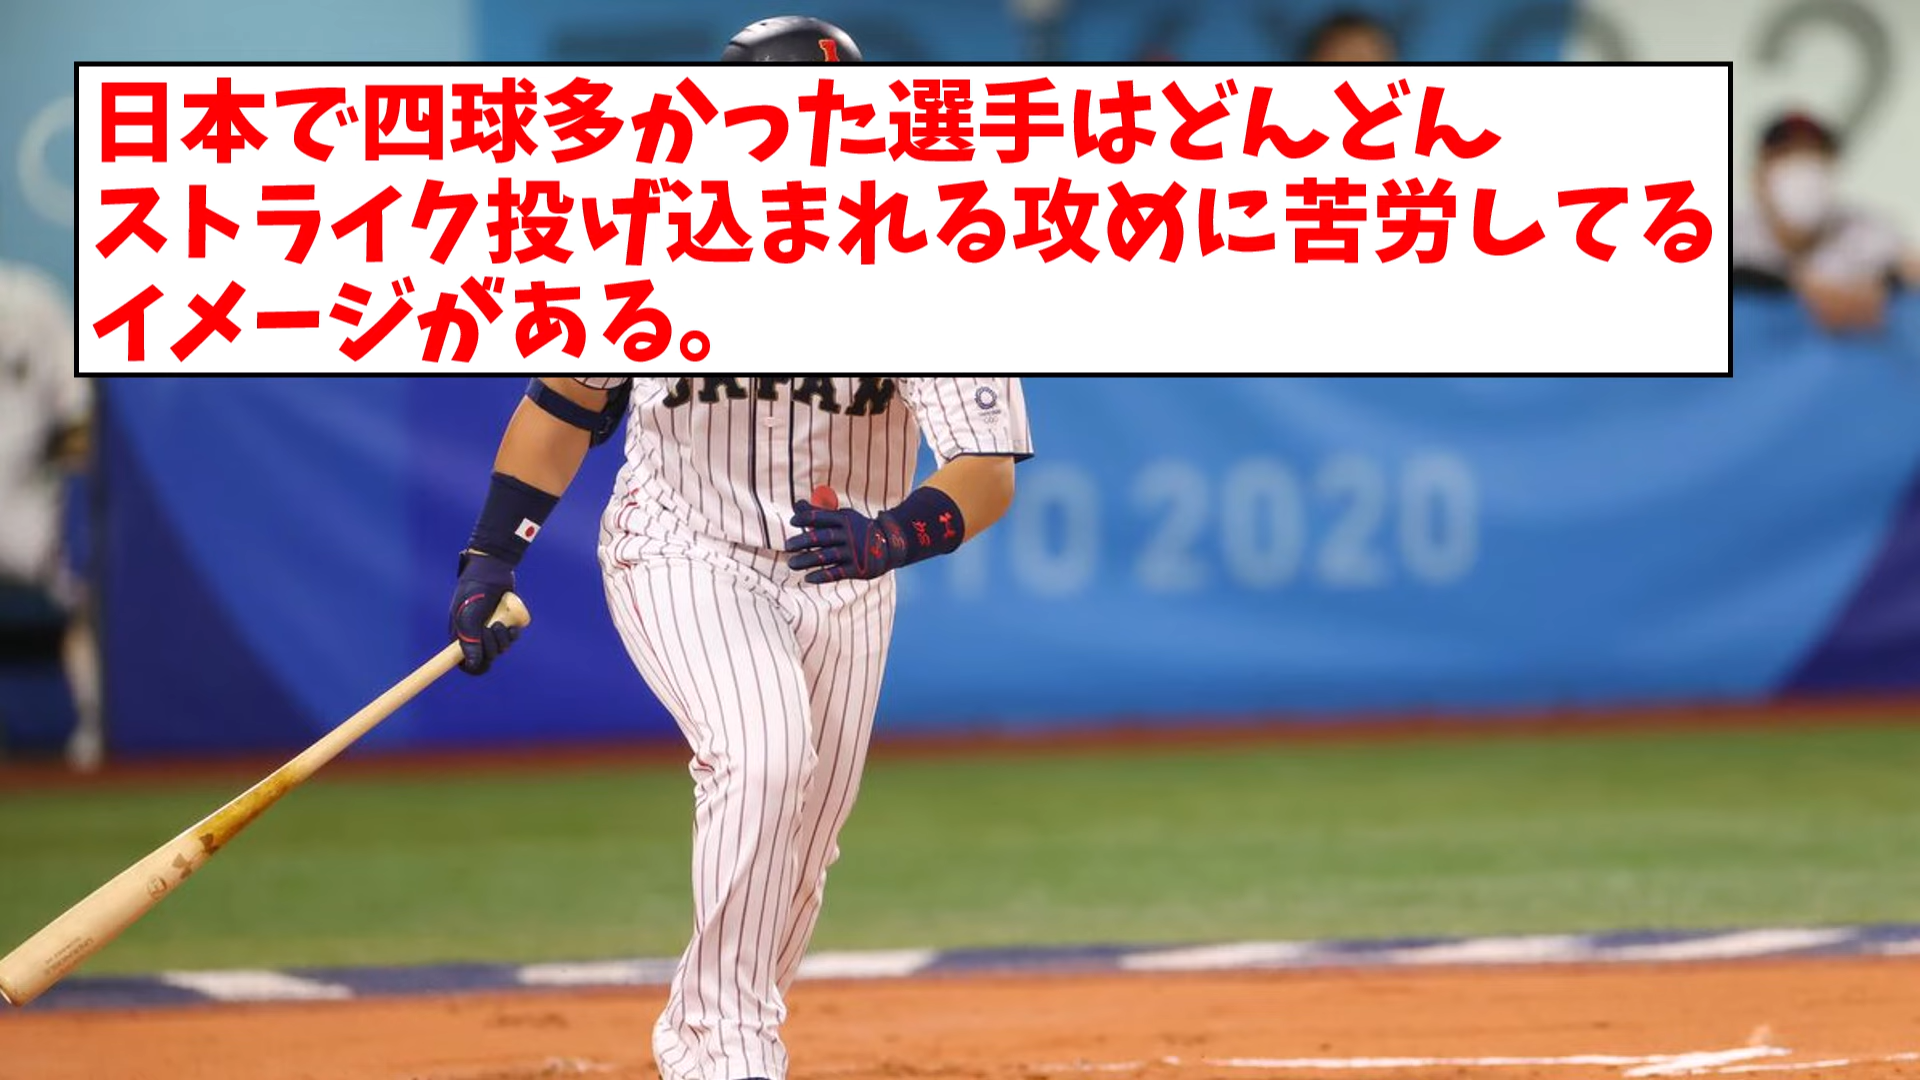 日本で四球多かった選手はどんどん
ストライク投げ込まれる攻めに苦労してる
イメージがある。
JAPAN
2020